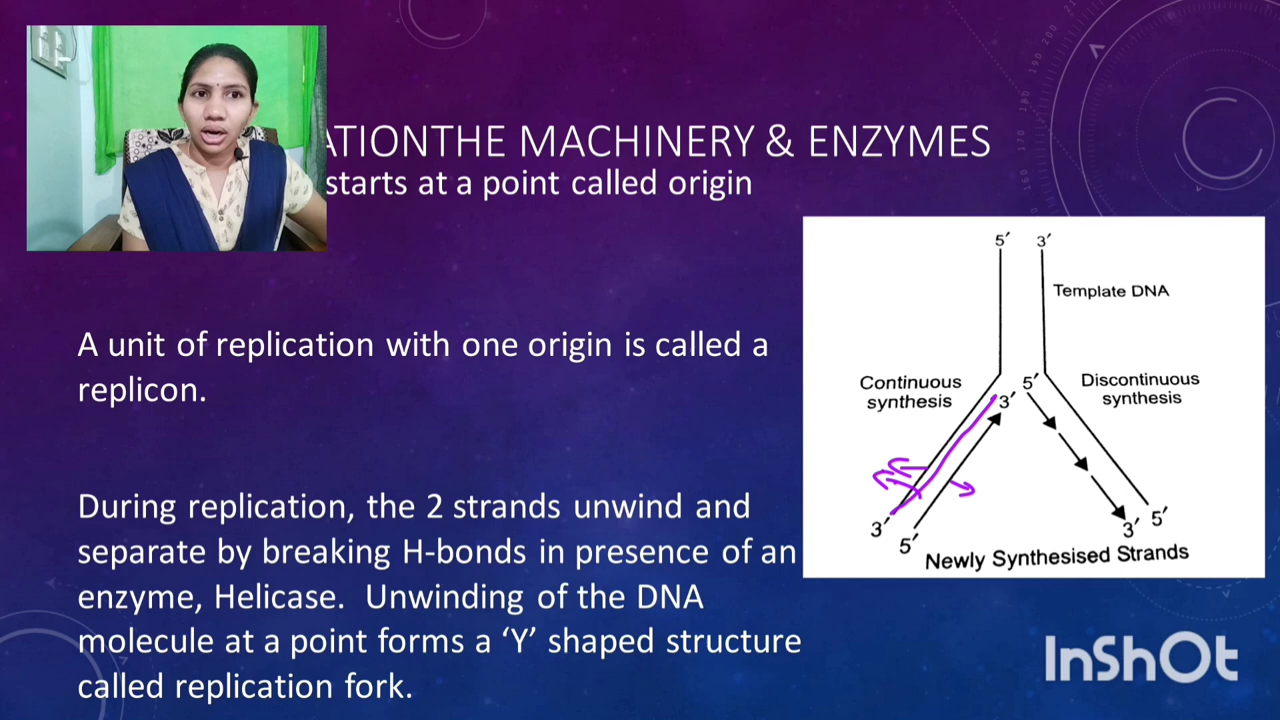 ATIONTHE MACHINERY & ENZYMES
starts at a point called origin
A unit of replication with one origin is called a
replicon.
During replication, the 2 strands unwind and
separate by breaking H-bonds in presence of an
enzyme, Helicase. Unwinding of the DNA
molecule at a point forms a ‘Y’ shaped structure
called replication fork.
5′ 3′
Template DNA
Continuous
synthesis
5′
3′
Discontinuous
synthesis
3′
5′
3′ 5′
Newly Synthesised Strands
InShOt